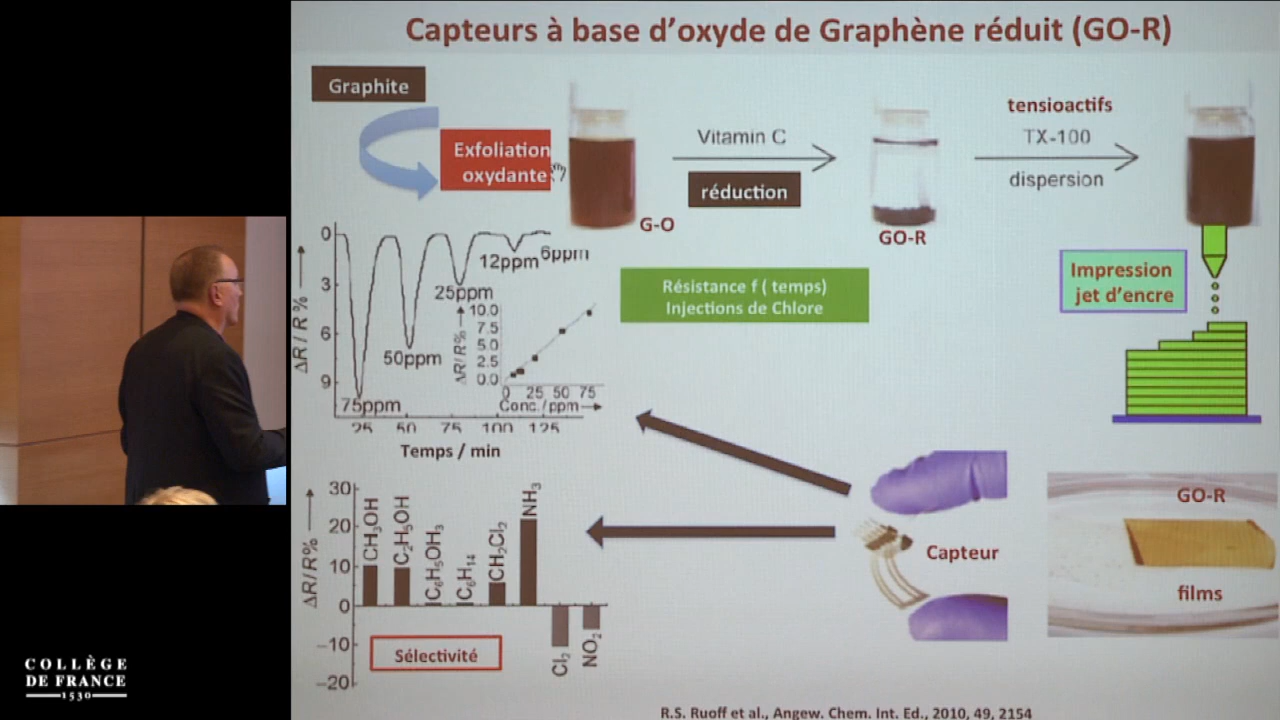 Capteurs à base d'oxyde de Graphène réduit (GO-R)
Graphite
Exfoliation
oxydante
G-O
Vitamin C
réduction
GO-R
tensioactifs
TX-100
dispersion
Impression
jet d'encre
Résistance f ( temps)
Injections de Chlore
0
3
6
9
ΔR / R % →
75ppm
50ppm
25ppm
12ppm
6ppm
ΔR/ R% →
10.0
7.5
5.0
2.5
0.0
0 25 50 75
Conc. / ppm →
25 50 75 100 125
Temps / min
ΔR/R% →
30
20
10
0
−10
−20
CH3OH
C2H5OH
C6H5OH3
C6H14
CH2Cl2
NH3
Cl2
NO2
Sélectivité
Capteur
GO-R
films
R.S. Ruoff et al., Angew. Chem. Int. Ed., 2010, 49, 2154
COLLÈGE
DE FRANCE
1530